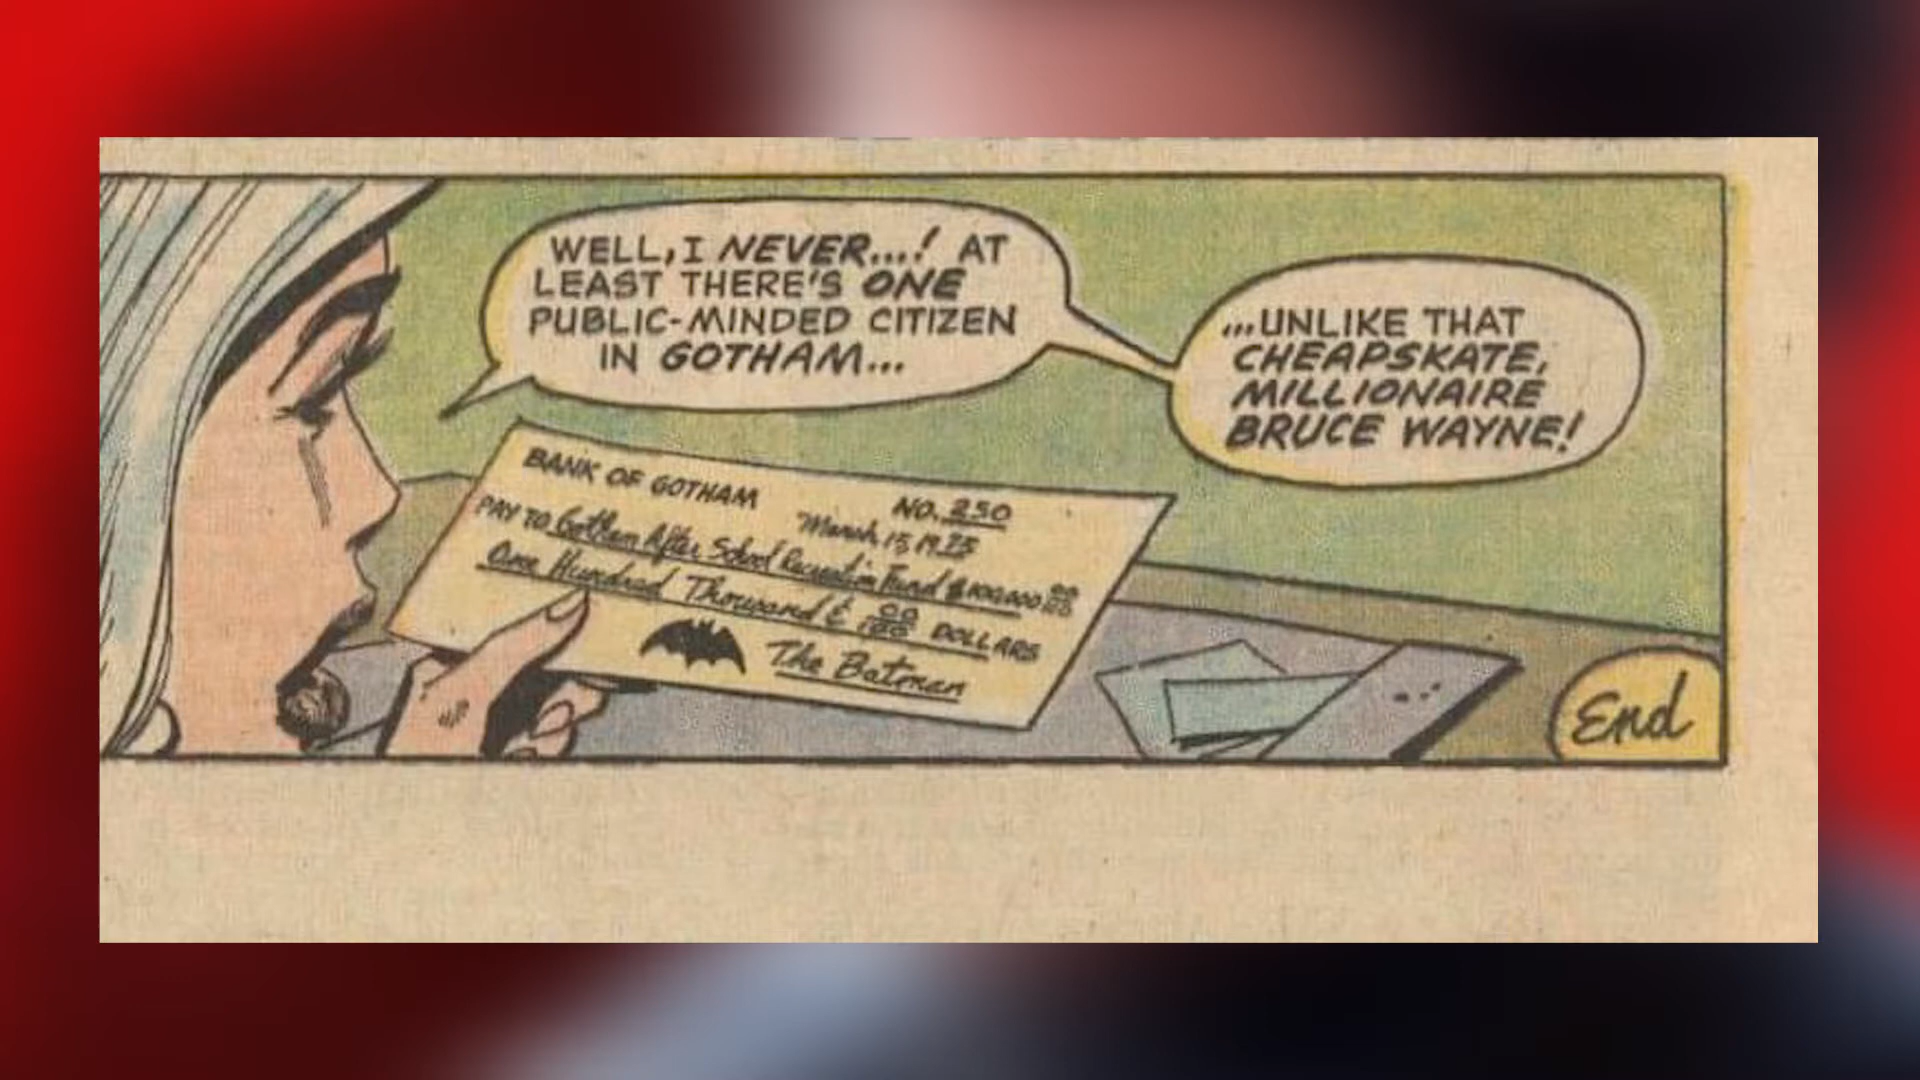 WELL, I NEVER...! AT
LEAST THERE'S ONE
PUBLIC-MINDED CITIZEN
IN GOTHAM...
...UNLIKE THAT
CHEAPSKATE,
MILLIONAIRE
BRUCE WAYNE!
BANK OF GOTHAM
NO. 250
March 15, 1975
PAY TO Gotham After School Recreation Fund $100,000 00/100
One Hundred Thousand & 00/100 DOLLARS
The Batman
End